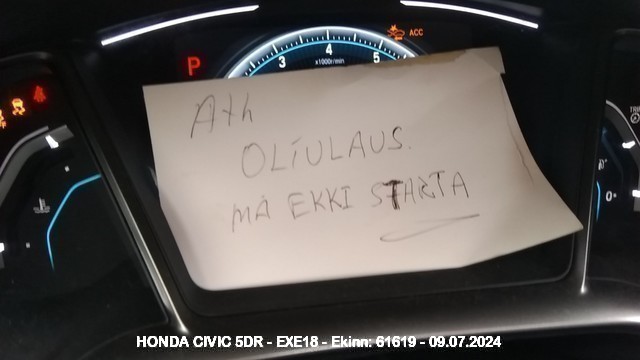 ACC
P
3 4 5
x1000r/min
Ath
OLÍULAUS.
MÁ EKKI STARTA
0
HONDA CIVIC 5DR - EXE18 - Ekinn: 61619 - 09.07.2024